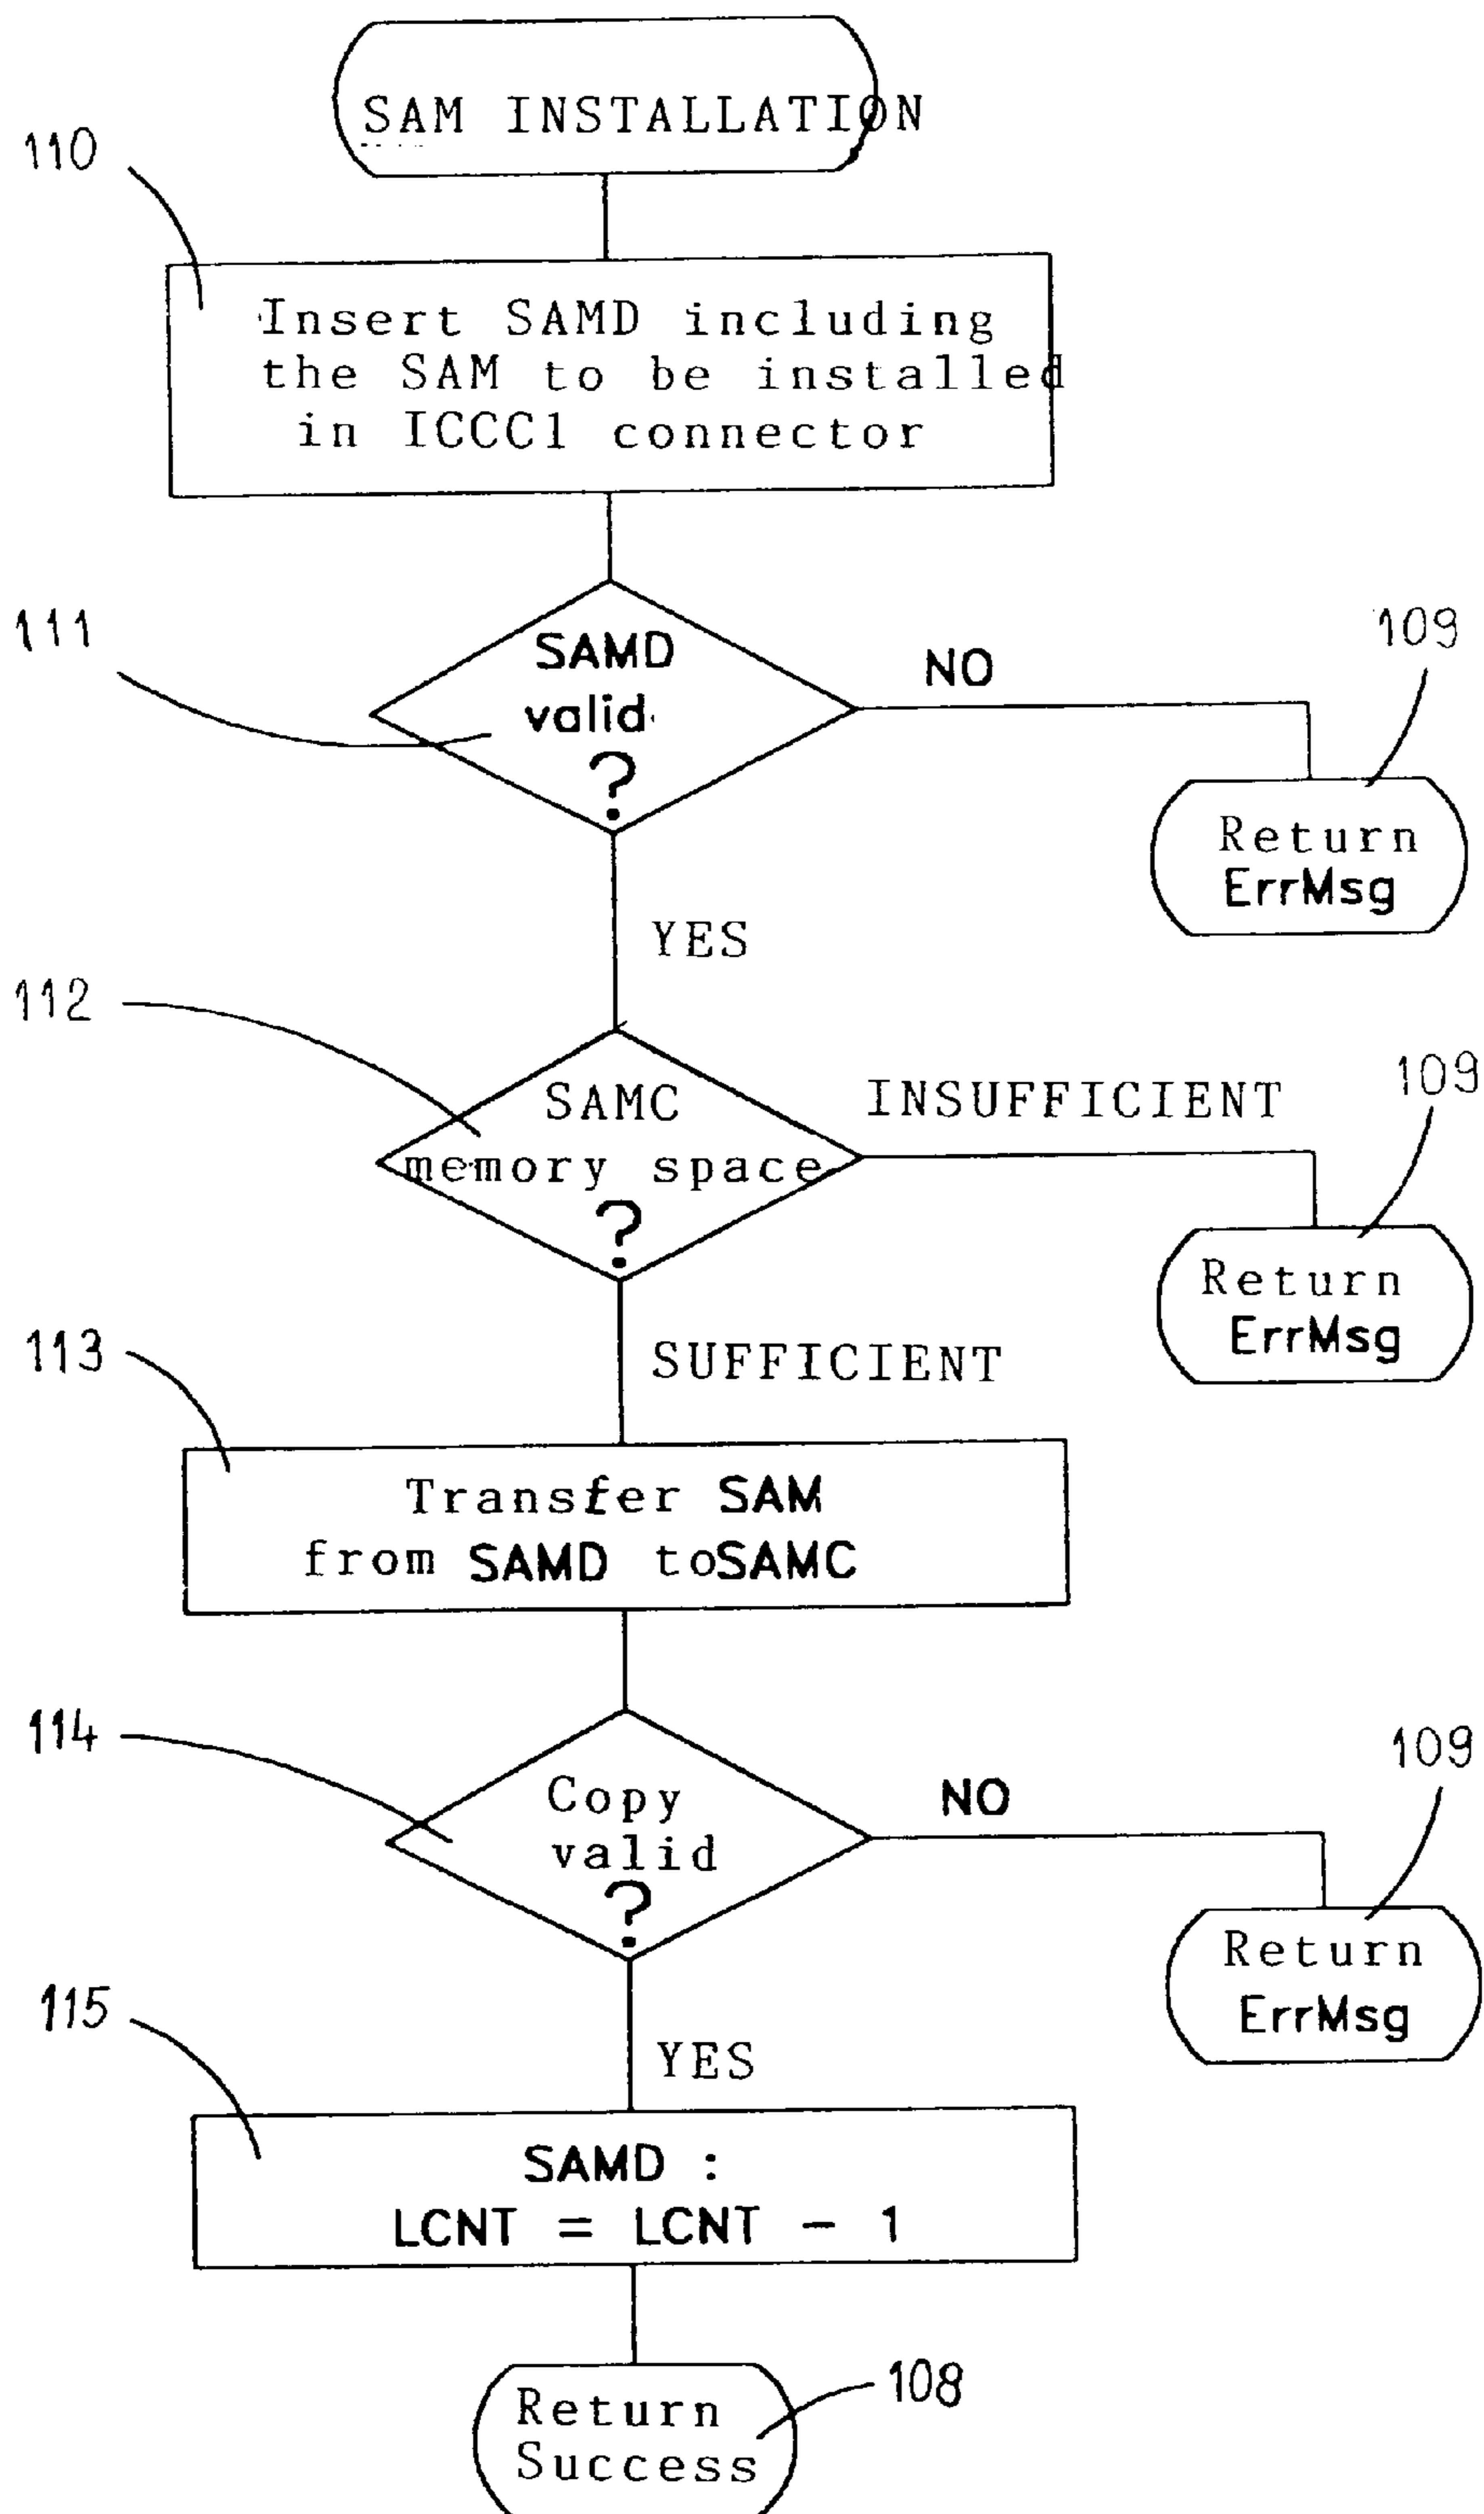 SAM INSTALLATION
110
Insert SAMD including
the SAM to be installed
in ICCC1 connector
111
SAMD
valid
?
NO
109
Return
ErrMsg
YES
112
SAMC
memory space
?
INSUFFICIENT
109
Return
ErrMsg
SUFFICIENT
113
Transfer SAM
from SAMD toSAMC
114
Copy
valid
?
NO
109
Return
ErrMsg
YES
115
SAMD :
LCNT = LCNT - 1
Return
Success
108